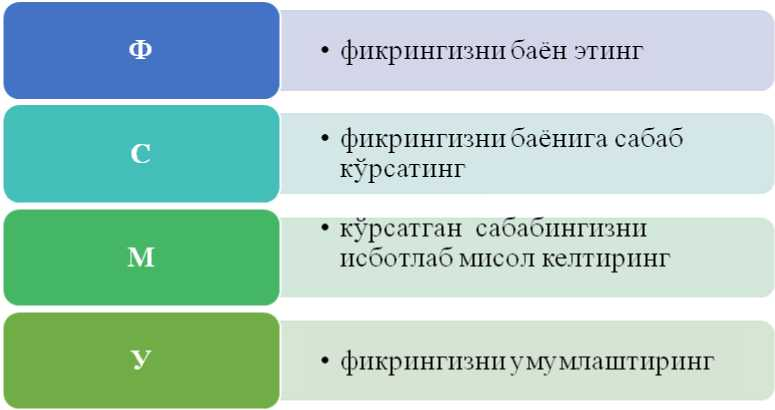 Ф
• фикрингизни баён этинг
С
• фикрингизни баёнига сабаб
кўрсатинг
М
• кўрсатган сабабингизни
исботлаб мисол келтиринг
У
• фикрингизни умумлаштиринг